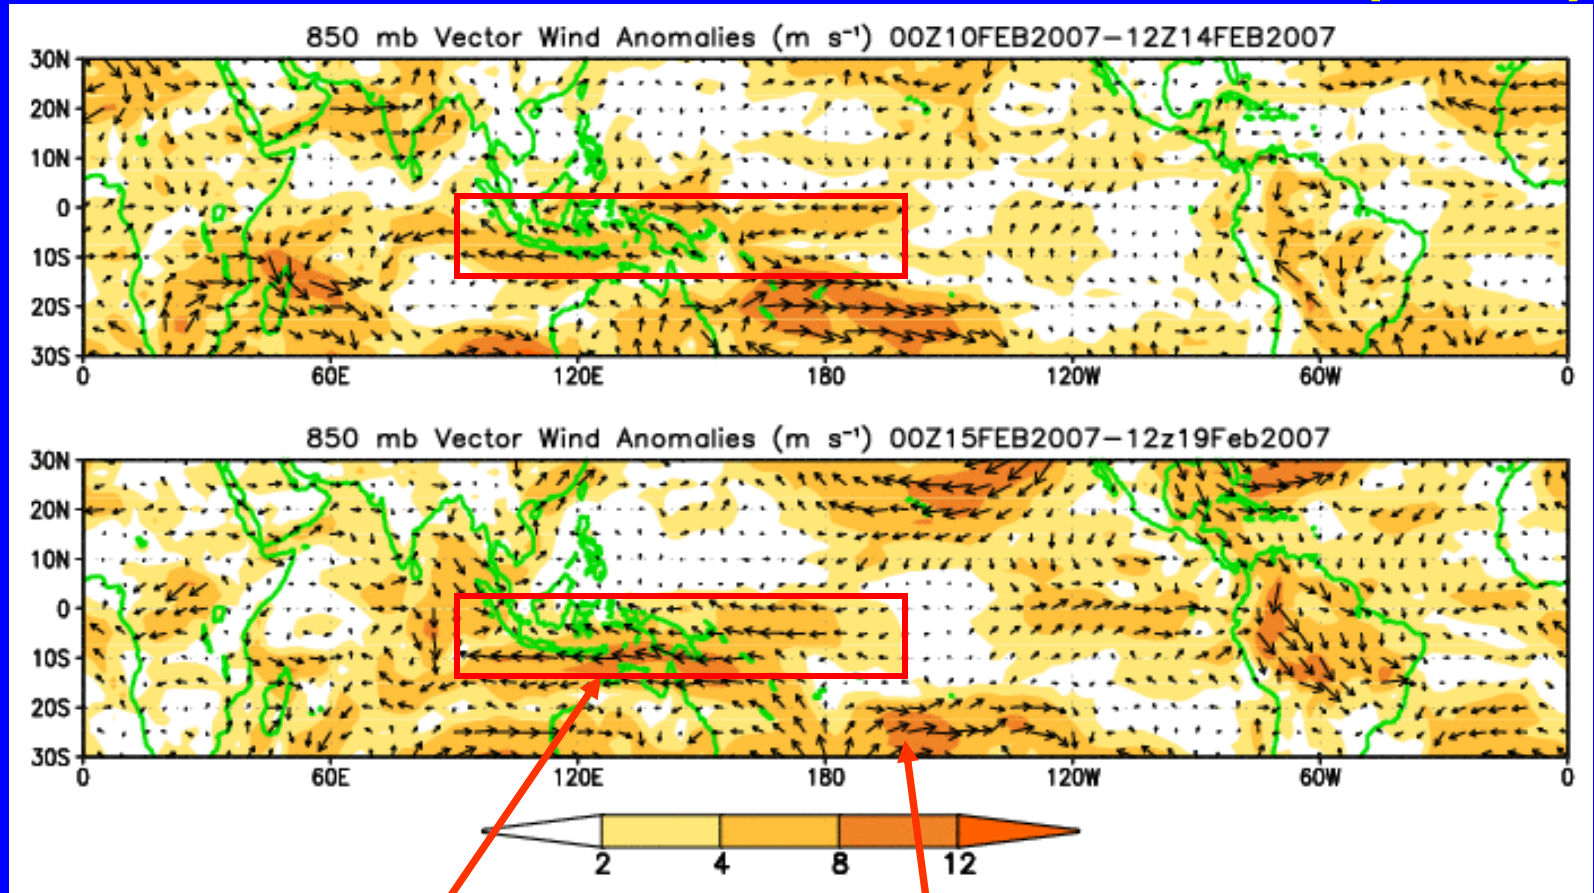 850 mb Vector Wind Anomalies (m s⁻¹) 00Z10FEB2007–12Z14FEB2007
30N
20N
10N
0
10S
20S
30S
0 60E 120E 180 120W 60W 0
850 mb Vector Wind Anomalies (m s⁻¹) 00Z15FEB2007–12z19Feb2007
30N
20N
10N
0
10S
20S
30S
0 60E 120E 180 120W 60W 0
2 4 8 12